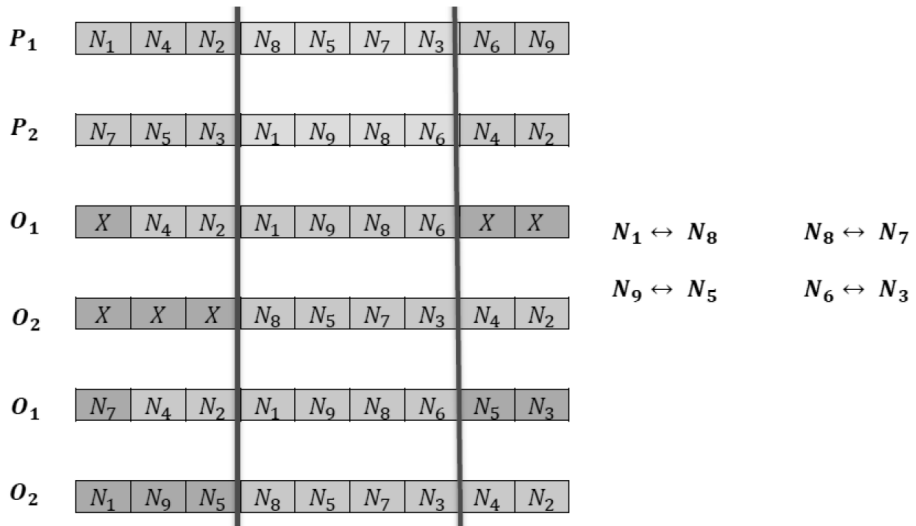 P₁ N₁ N₄ N₂ N₈ N₅ N₇ N₃ N₆ N₉
P₂ N₇ N₅ N₃ N₁ N₉ N₈ N₆ N₄ N₂
O₁ X N₄ N₂ N₁ N₉ N₈ N₆ X X
N₁ ↔ N₈ N₈ ↔ N₇
N₉ ↔ N₅ N₆ ↔ N₃
O₂ X X X N₈ N₅ N₇ N₃ N₄ N₂
O₁ N₇ N₄ N₂ N₁ N₉ N₈ N₆ N₅ N₃
O₂ N₁ N₉ N₅ N₈ N₅ N₇ N₃ N₄ N₂